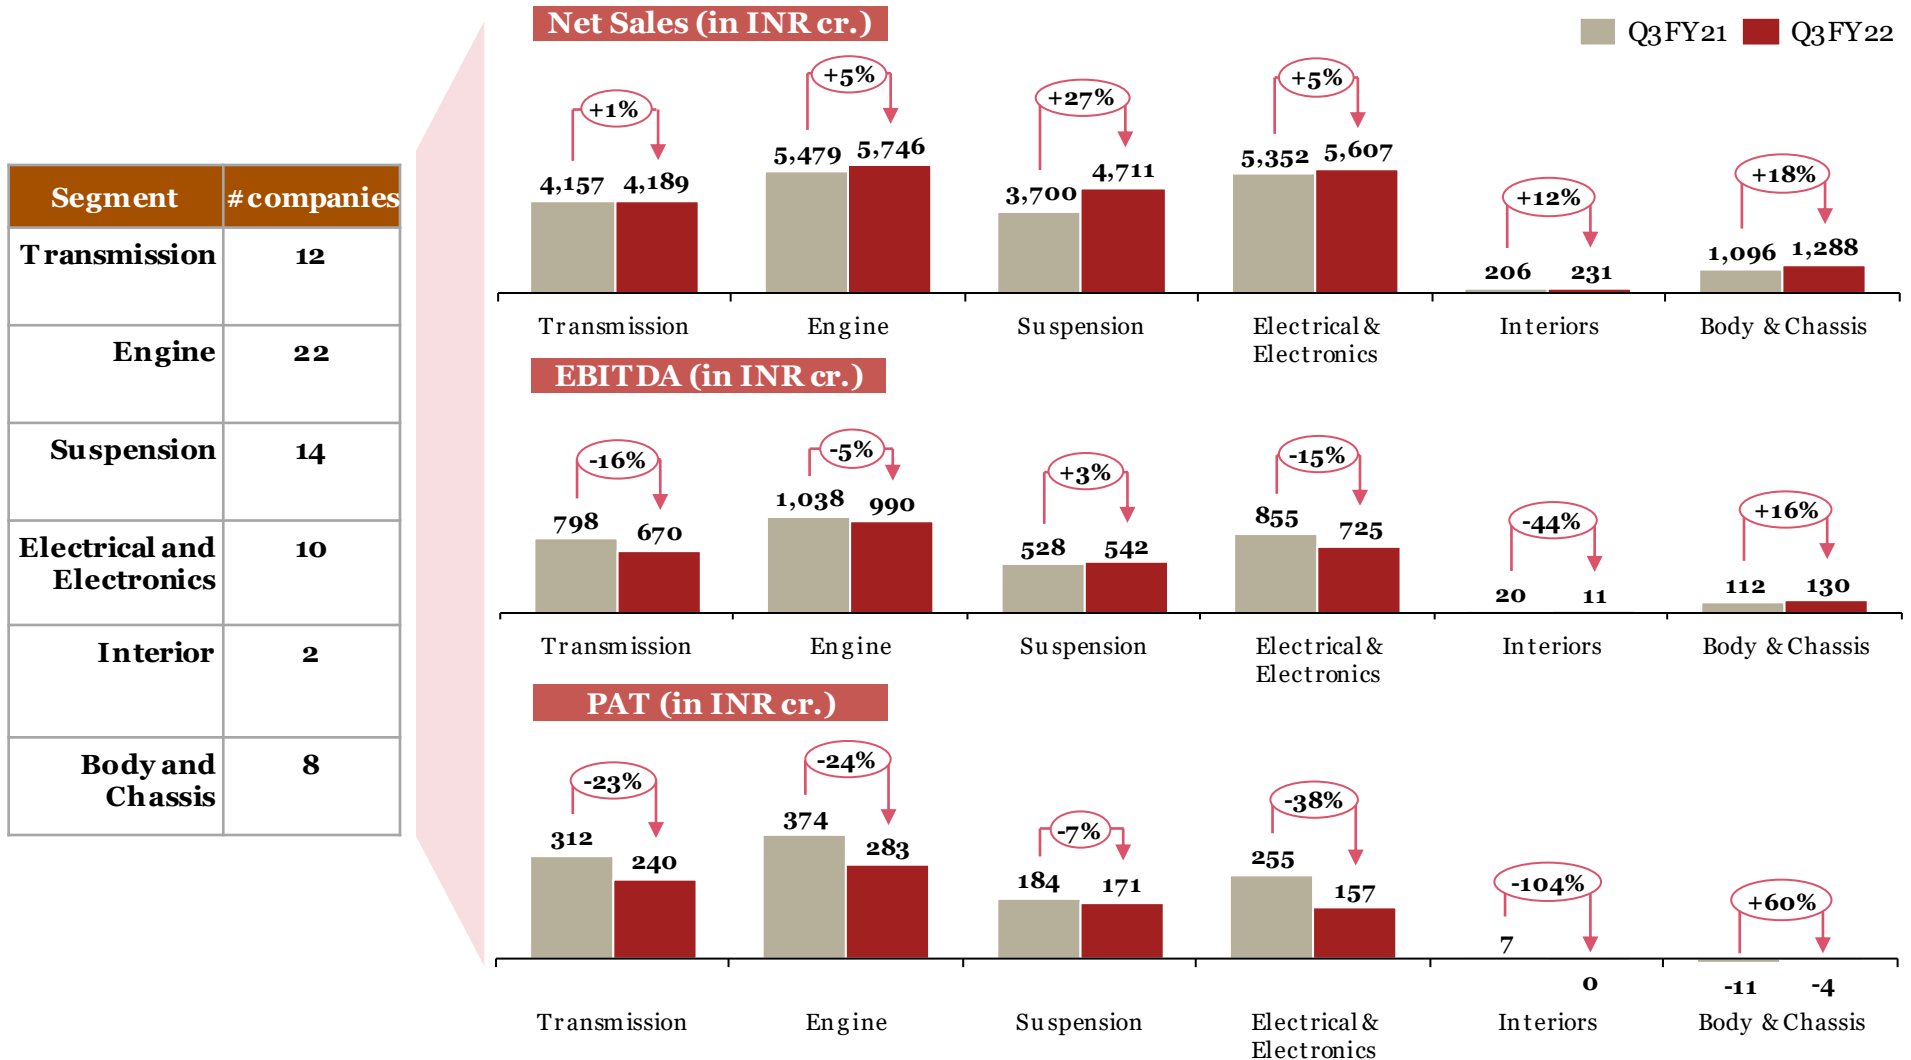 Net Sales (in INR cr.)
Q3FY21 Q3FY22
+1% +5% +27% +5% +12% +18%
4,157 4,189 5,479 5,746 3,700 4,711 5,352 5,607 206 231 1,096 1,288
Transmission Engine Suspension Electrical & Interiors Body & Chassis
Electronics
Segment # companies
Transmission 12
Engine 22
Suspension 14
Electrical and 10
Electronics
Interior 2
Body and 8
Chassis
EBITDA (in INR cr.)
-16% -5% +3% -15% -44% +16%
798 670 1,038 990 528 542 855 725 20 11 112 130
Transmission Engine Suspension Electrical & Interiors Body & Chassis
Electronics
PAT (in INR cr.)
-23% -24% -7% -38% -104% +60%
312 240 374 283 184 171 255 157 7 0 -11 -4
Transmission Engine Suspension Electrical & Interiors Body & Chassis
Electronics